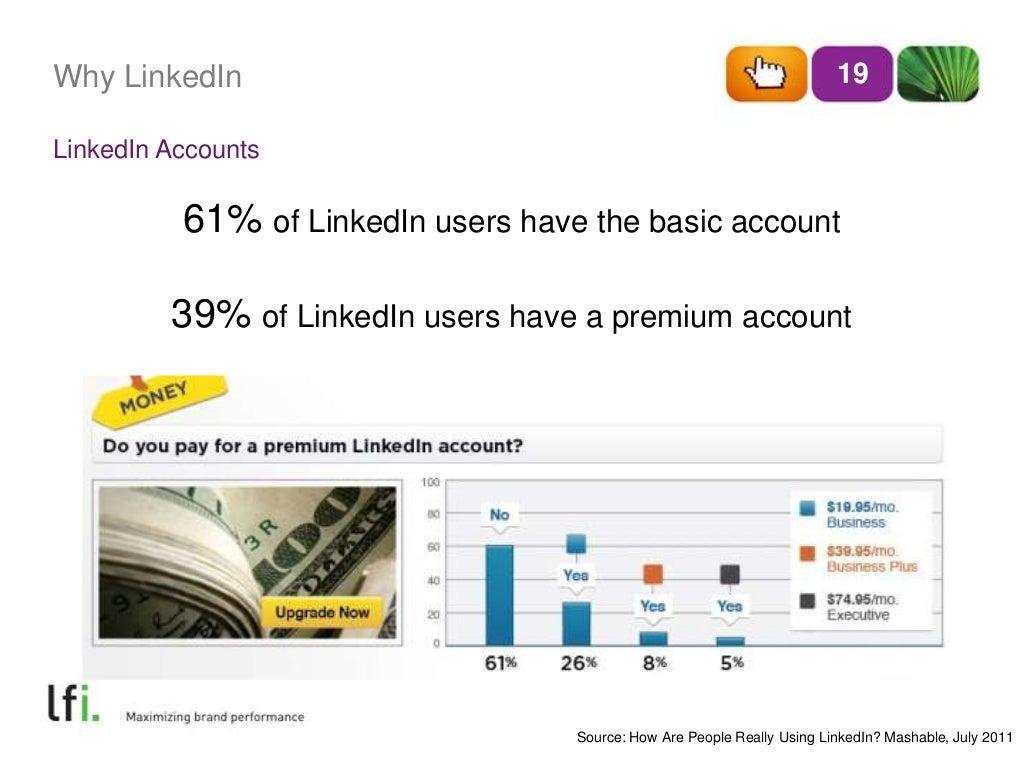 Why LinkedIn
19
LinkedIn Accounts
61% of LinkedIn users have the basic account
39% of LinkedIn users have a premium account
MONEY
Do you pay for a premium LinkedIn account?
3 R
100
Upgrade Now
100
80
60
40
20
0
No
Yes
Yes
Yes
61%
26%
8%
5%
$19.95/mo.
Business
$39.95/mo.
Business Plus
$74.95/mo.
Executive
lfi.
Maximizing brand performance
Source: How Are People Really Using LinkedIn? Mashable, July 2011